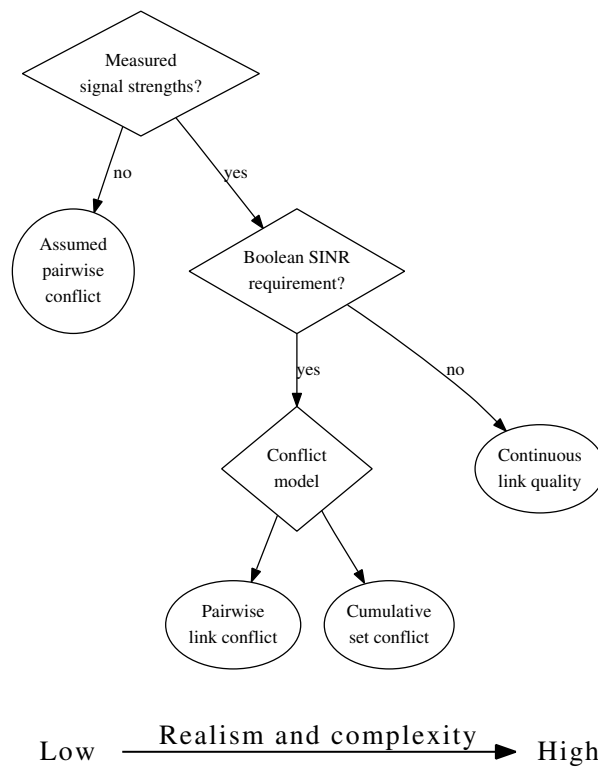 Measured
signal strengths?
no
yes
Assumed
pairwise
conflict
Boolean SINR
requirement?
yes
no
Conflict
model
Continuous
link quality
Pairwise
link conflict
Cumulative
set conflict
Realism and complexity
Low
High